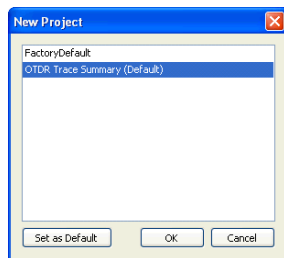 New Project
FactoryDefault
OTDR Trace Summary (Default)
Set as Default OK Cancel